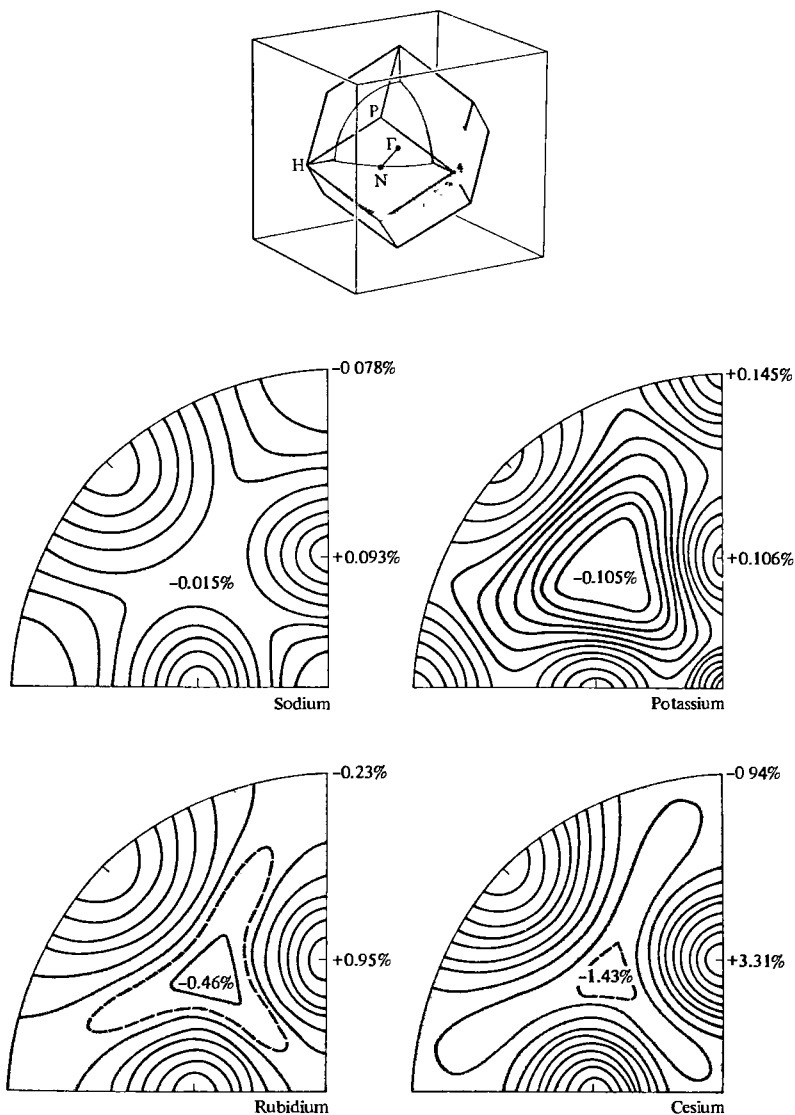 P
Γ
H
N
-0 078%
+0.145%
+0.093%
+0.106%
-0.015%
-0.105%
Sodium
Potassium
-0.23%
-0 94%
+0.95%
+3.31%
-0.46%
-1.43%
Rubidium
Cesium